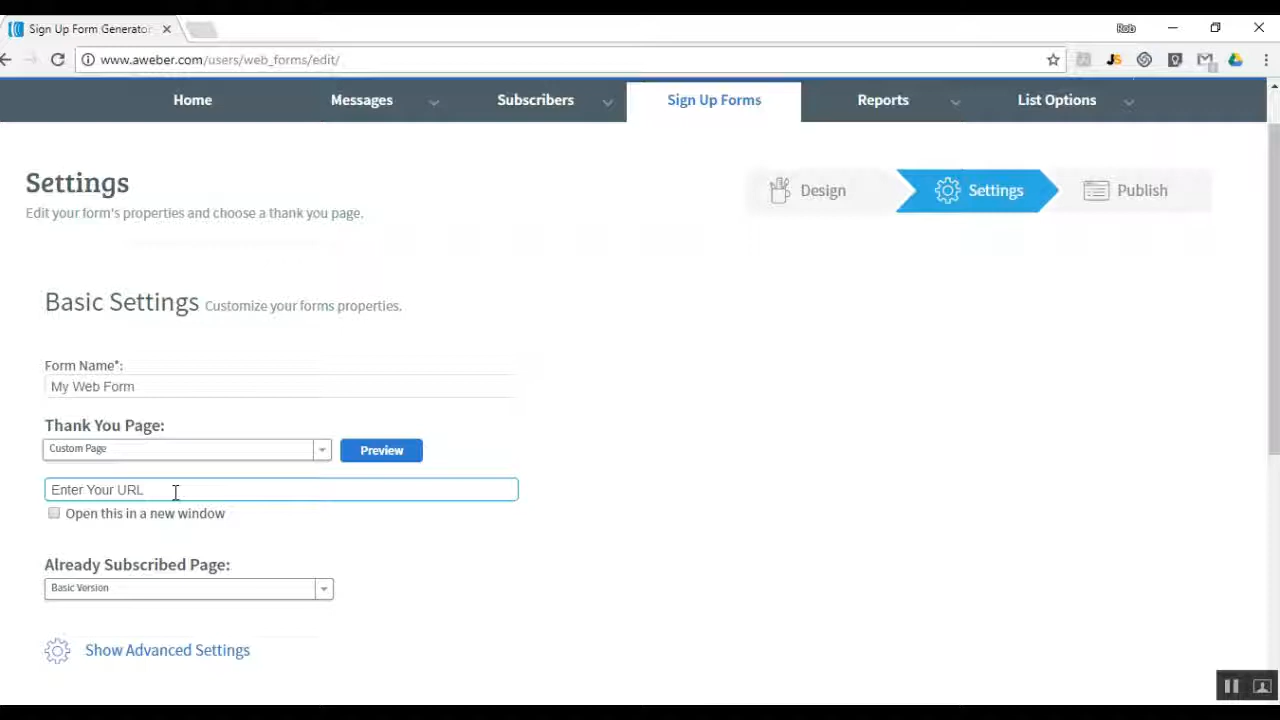 Sign Up Form Generator
Rob
www.aweber.com/users/web_forms/edit/
Home Messages Subscribers Sign Up Forms Reports List Options
Settings
Edit your form's properties and choose a thank you page.
Design Settings Publish
Basic Settings Customize your forms properties.
Form Name*:
My Web Form
Thank You Page:
Custom Page Preview
Enter Your URL
Open this in a new window
Already Subscribed Page:
Basic Version
Show Advanced Settings